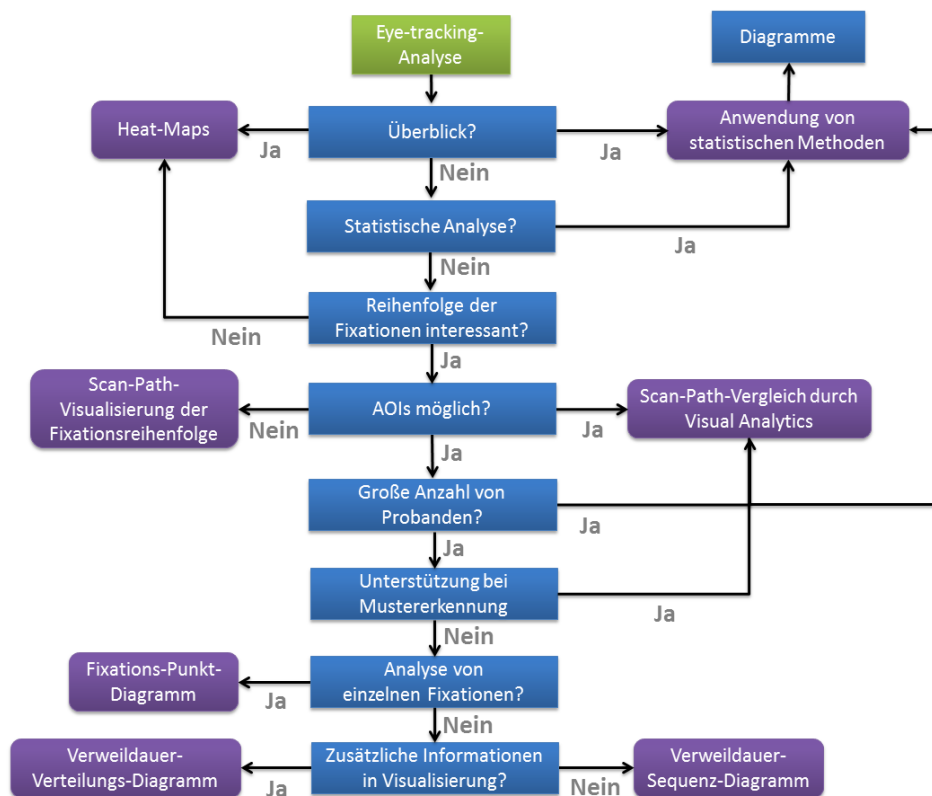 Eye-tracking-
Analyse
Diagramme
Heat-Maps
Ja
Überblick?
Ja
Anwendung von
statistischen Methoden
Nein
Statistische Analyse?
Ja
Nein
Reihenfolge der
Fixationen interessant?
Nein
Ja
Scan-Path-
Visualisierung der
Fixationsreihenfolge
Nein
AOIs möglich?
Ja
Scan-Path-Vergleich durch
Visual Analytics
Ja
Große Anzahl von
Probanden?
Ja
Ja
Unterstützung bei
Mustererkennung
Ja
Nein
Fixations-Punkt-
Diagramm
Ja
Analyse von
einzelnen Fixationen?
Nein
Verweildauer-
Verteilungs-Diagramm
Ja
Zusätzliche Informationen
in Visualisierung?
Nein
Verweildauer-
Sequenz-Diagramm